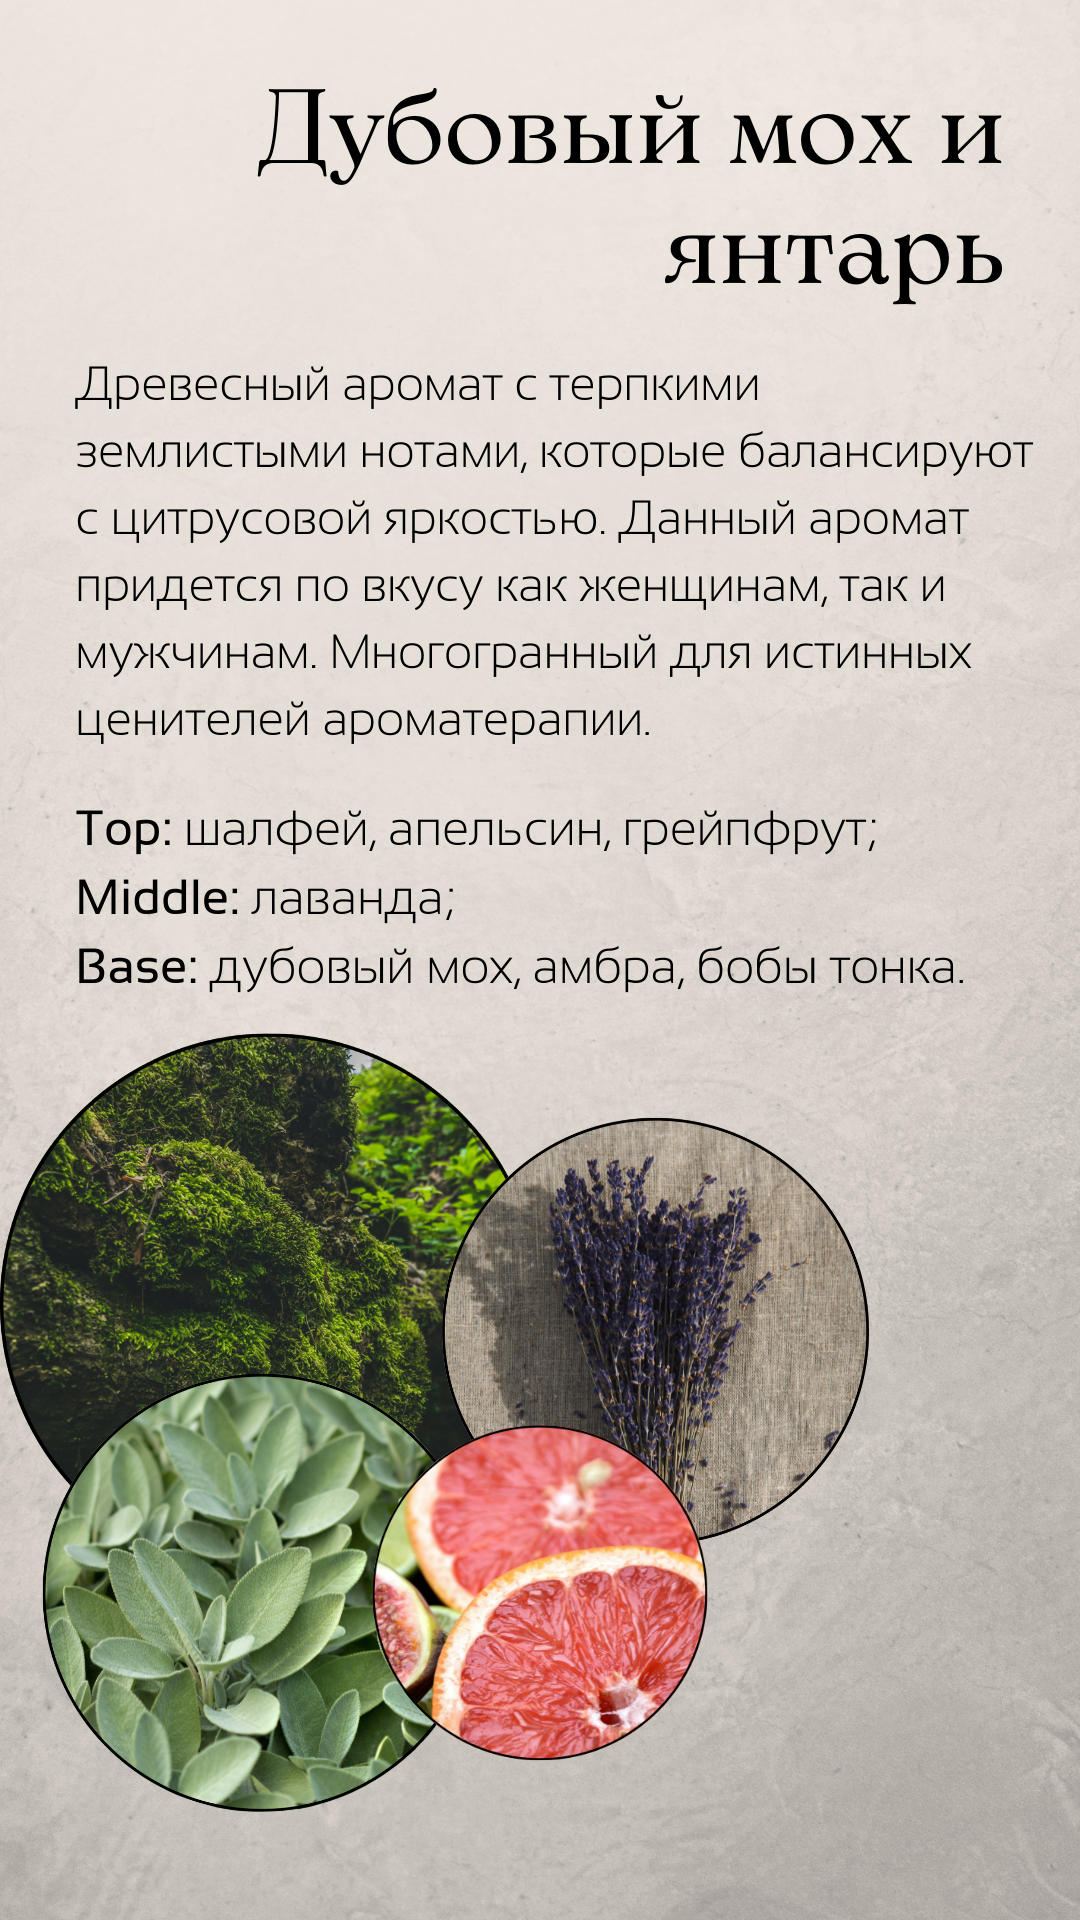 Дубовый мох и
янтарь
Древесный аромат с терпкими
землистыми нотами, которые балансируют
с цитрусовой яркостью. Данный аромат
придется по вкусу как женщинам, так и
мужчинам. Многогранный для истинных
ценителей ароматерапии.
Top: шалфей, апельсин, грейпфрут;
Middle: лаванда;
Base: дубовый мох, амбра, бобы тонка.